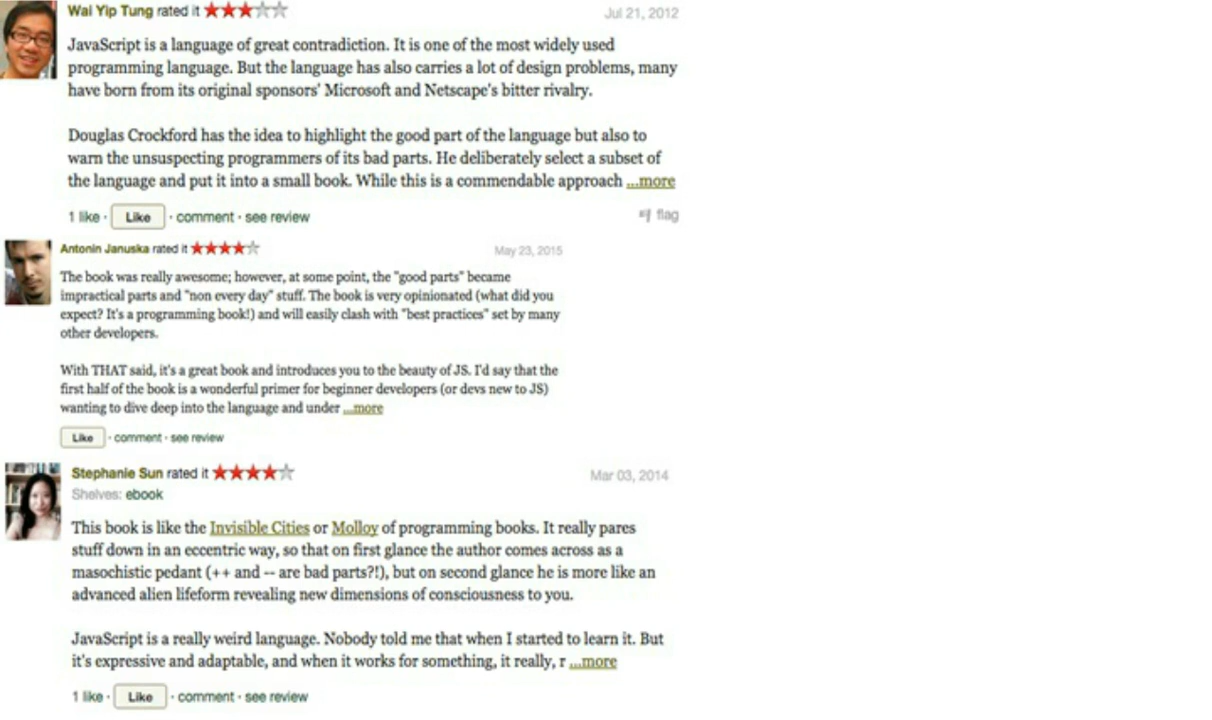 Wai Yip Tung rated it
Jul 21, 2012
JavaScript is a language of great contradiction. It is one of the most widely used
programming language. But the language has also carries a lot of design problems, many
have born from its original sponsors' Microsoft and Netscape's bitter rivalry.
Douglas Crockford has the idea to highlight the good part of the language but also to
warn the unsuspecting programmers of its bad parts. He deliberately select a subset of
the language and put it into a small book. While this is a commendable approach ...more
1 like · Like · comment · see review
flag
Antonin Januska rated it
May 23, 2015
The book was really awesome; however, at some point, the "good parts" became
impractical parts and "non every day" stuff. The book is very opinionated (what did you
expect? It's a programming book!) and will easily clash with "best practices" set by many
other developers.
With THAT said, it's a great book and introduces you to the beauty of JS. I'd say that the
first half of the book is a wonderful primer for beginner developers (or devs new to JS)
wanting to dive deep into the language and under ...more
Like · comment · see review
Stephanie Sun rated it
Mar 03, 2014
Shelves: ebook
This book is like the Invisible Cities or Molloy of programming books. It really pares
stuff down in an eccentric way, so that on first glance the author comes across as a
masochistic pedant (++ and -- are bad parts?!), but on second glance he is more like an
advanced alien lifeform revealing new dimensions of consciousness to you.
JavaScript is a really weird language. Nobody told me that when I started to learn it. But
it's expressive and adaptable, and when it works for something, it really, r ...more
1 like · Like · comment · see review